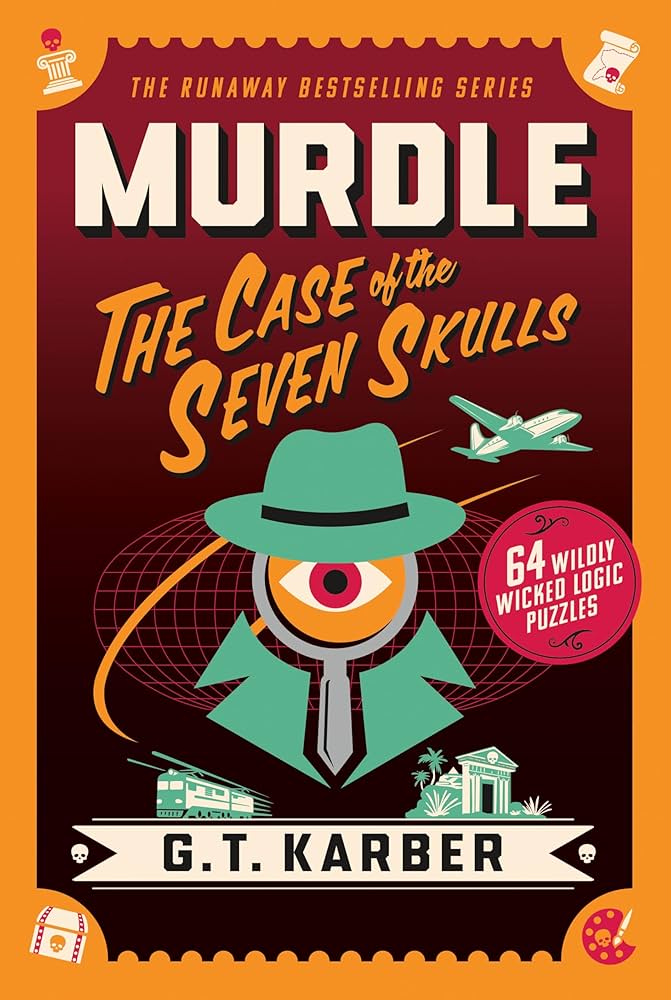 THE RUNAWAY BESTSELLING SERIES
MURDLE
THE CASE of the
SEVEN SKULLS
64 WILDLY
WICKED LOGIC
PUZZLES
G.T. KARBER